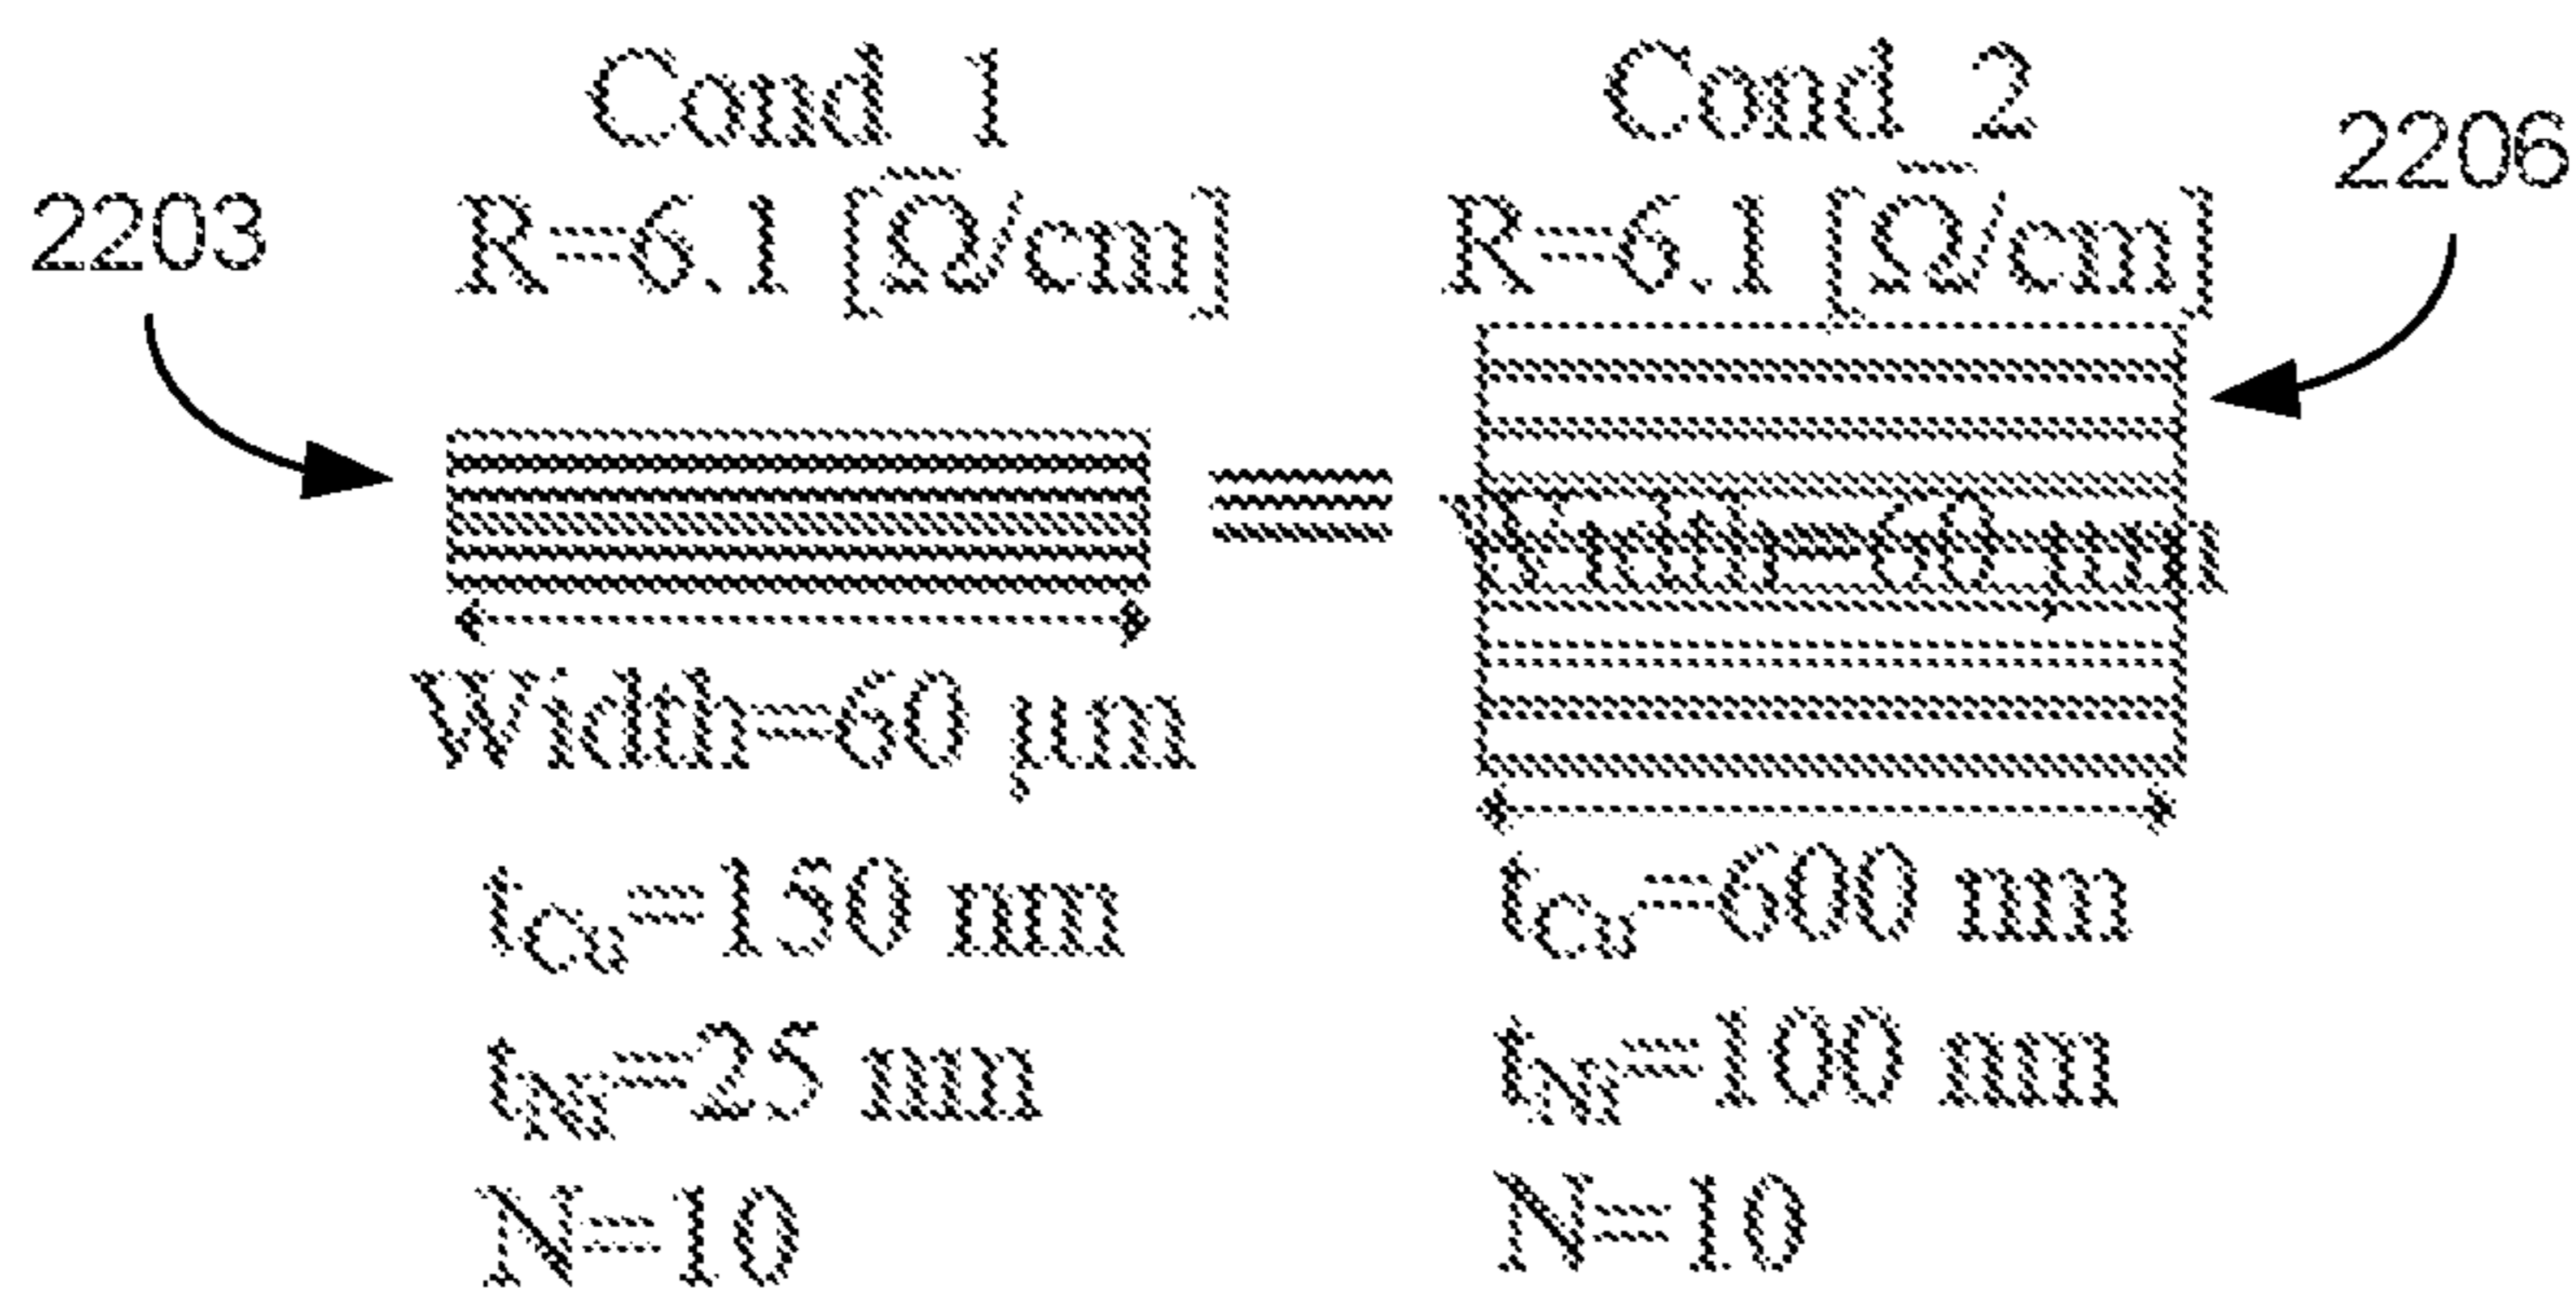 Cond_1
R=6.1 [Ω/cm]
2203
Width=60 μm
t_Cu=150 nm
t_Ni=25 nm
N=10
≡
Cond_2
R=6.1 [Ω/cm]
2206
Width=60 μm
t_Cu=600 nm
t_Ni=100 nm
N=10